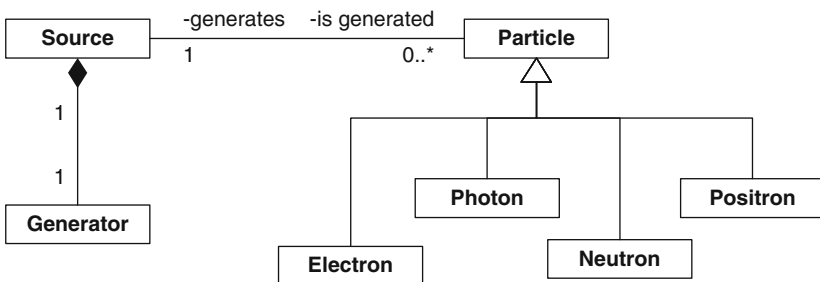 -generates -is generated
Source
Particle
1 0..*
1
1
Photon
Positron
Generator
Neutron
Electron